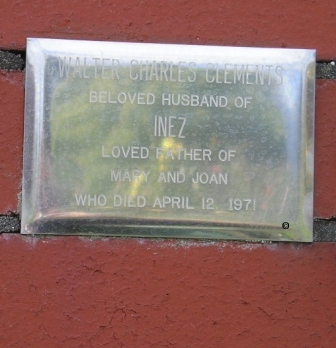 WALTER CHARLES CLEMENTS
BELOVED HUSBAND OF
INEZ
LOVED FATHER OF
MARY AND JOAN
WHO DIED APRIL 12, 1971